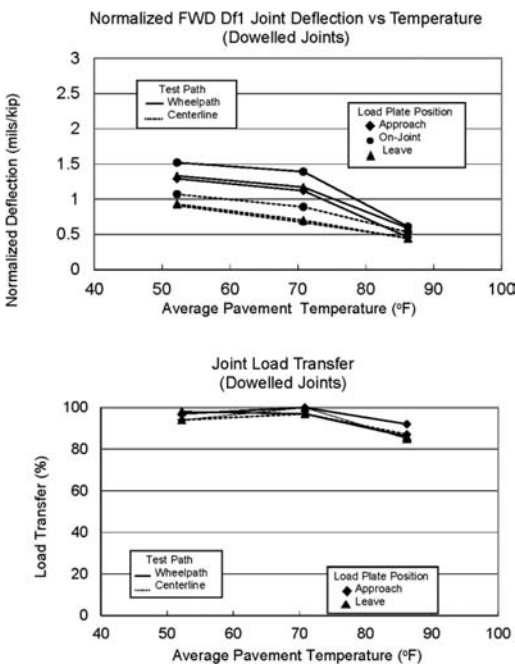 Normalized FWD Df1 Joint Deflection vs Temperature
(Dowelled Joints)
Normalized Deflection (mils/kip)
3
2.5
2
1.5
1
0.5
0
Test Path
Wheelpath
Centerline
Load Plate Position
Approach
On-Joint
Leave
40 50 60 70 80 90 100
Average Pavement Temperature (ºF)
Joint Load Transfer
(Dowelled Joints)
Load Transfer (%)
100
80
60
40
20
0
Test Path
Wheelpath
Centerline
Load Plate Position
Approach
Leave
40 50 60 70 80 90 100
Average Pavement Temperature (ºF)